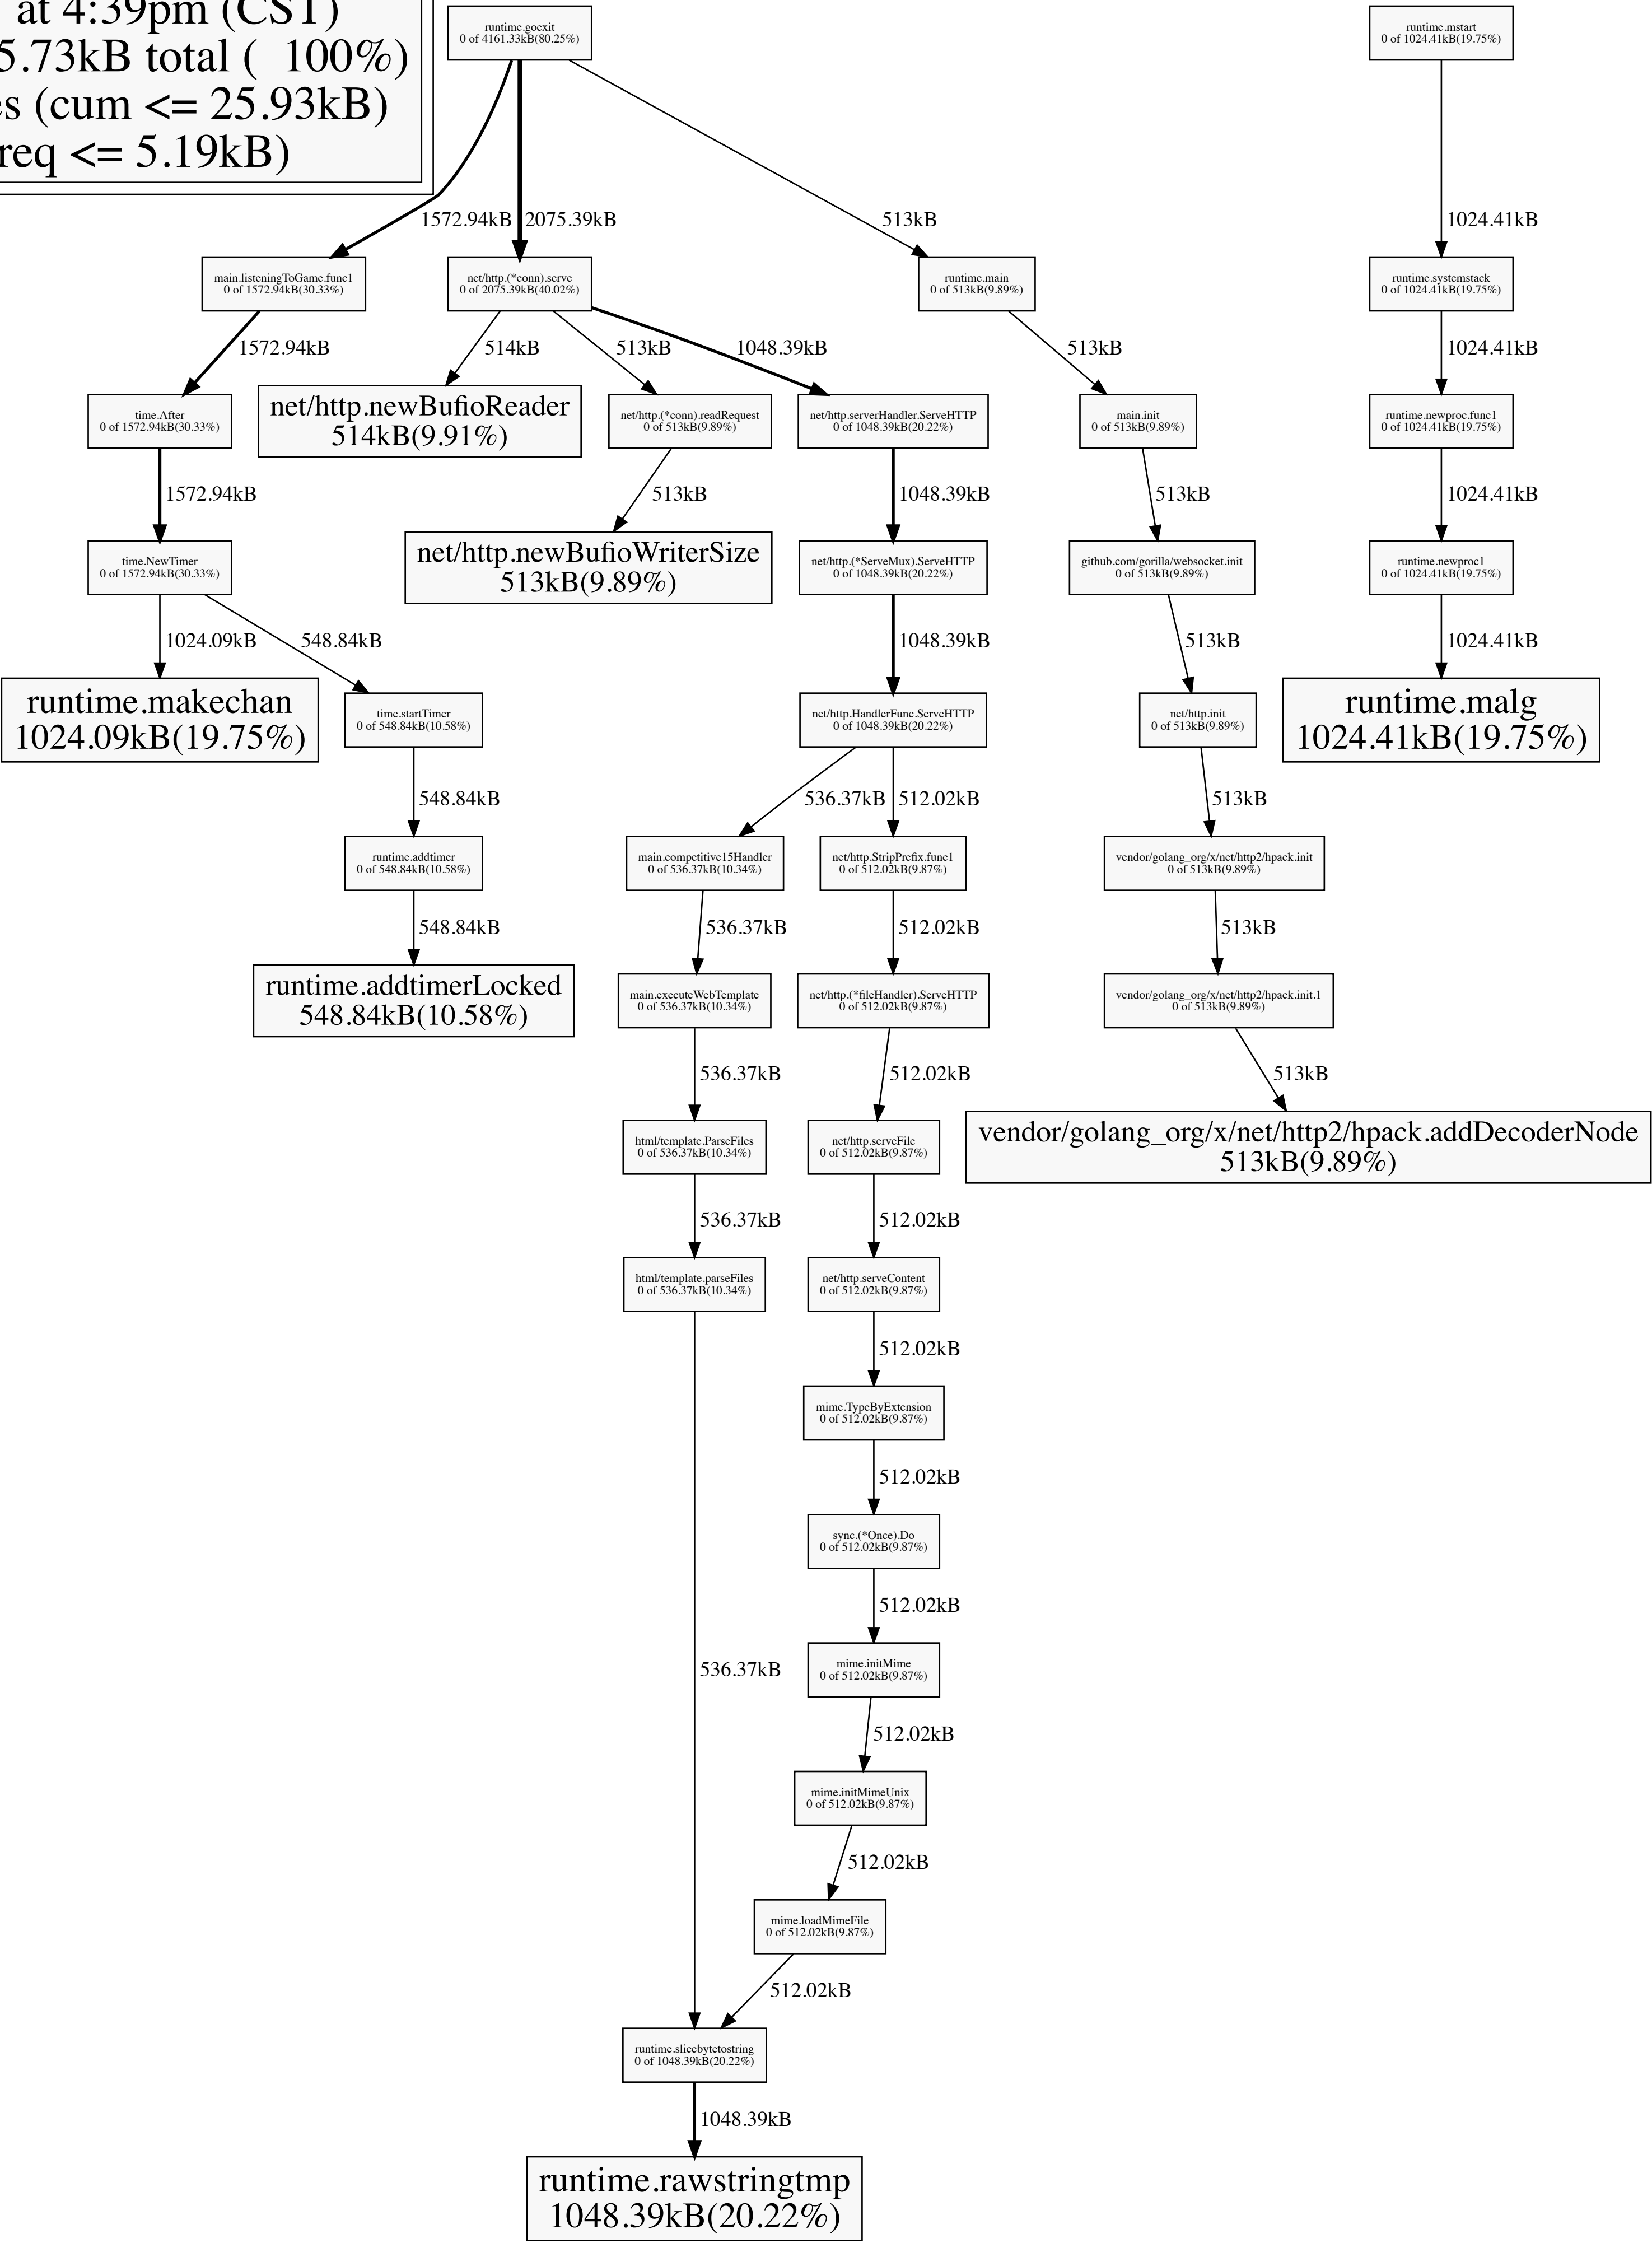 at 4:39pm (CST)
5.73kB total ( 100%)
es (cum <= 25.93kB)
req <= 5.19kB)
runtime.goexit
0 of 4161.33kB(80.25%)
runtime.mstart
0 of 1024.41kB(19.75%)
1572.94kB
2075.39kB
513kB
1024.41kB
main.listeningToGame.func1
0 of 1572.94kB(30.33%)
net/http.(*conn).serve
0 of 2075.39kB(40.02%)
runtime.main
0 of 513kB(9.89%)
runtime.systemstack
0 of 1024.41kB(19.75%)
1572.94kB
514kB
513kB
1048.39kB
513kB
1024.41kB
time.After
0 of 1572.94kB(30.33%)
net/http.newBufioReader
514kB(9.91%)
net/http.(*conn).readRequest
0 of 513kB(9.89%)
net/http.serverHandler.ServeHTTP
0 of 1048.39kB(20.22%)
main.init
0 of 513kB(9.89%)
runtime.newproc.func1
0 of 1024.41kB(19.75%)
1572.94kB
513kB
1048.39kB
513kB
1024.41kB
time.NewTimer
0 of 1572.94kB(30.33%)
net/http.newBufioWriterSize
513kB(9.89%)
net/http.(*ServeMux).ServeHTTP
0 of 1048.39kB(20.22%)
github.com/gorilla/websocket.init
0 of 513kB(9.89%)
runtime.newproc1
0 of 1024.41kB(19.75%)
1024.09kB
548.84kB
1048.39kB
513kB
1024.41kB
runtime.makechan
1024.09kB(19.75%)
time.startTimer
0 of 548.84kB(10.58%)
net/http.HandlerFunc.ServeHTTP
0 of 1048.39kB(20.22%)
net/http.init
0 of 513kB(9.89%)
runtime.malg
1024.41kB(19.75%)
548.84kB
536.37kB
512.02kB
513kB
runtime.addtimer
0 of 548.84kB(10.58%)
main.competitive15Handler
0 of 536.37kB(10.34%)
net/http.StripPrefix.func1
0 of 512.02kB(9.87%)
vendor/golang_org/x/net/http2/hpack.init
0 of 513kB(9.89%)
548.84kB
536.37kB
512.02kB
513kB
runtime.addtimerLocked
548.84kB(10.58%)
main.executeWebTemplate
0 of 536.37kB(10.34%)
net/http.(*fileHandler).ServeHTTP
0 of 512.02kB(9.87%)
vendor/golang_org/x/net/http2/hpack.init.1
0 of 513kB(9.89%)
536.37kB
512.02kB
513kB
html/template.ParseFiles
0 of 536.37kB(10.34%)
net/http.serveFile
0 of 512.02kB(9.87%)
vendor/golang_org/x/net/http2/hpack.addDecoderNode
513kB(9.89%)
536.37kB
512.02kB
html/template.parseFiles
0 of 536.37kB(10.34%)
net/http.serveContent
0 of 512.02kB(9.87%)
512.02kB
mime.TypeByExtension
0 of 512.02kB(9.87%)
512.02kB
sync.(*Once).Do
0 of 512.02kB(9.87%)
512.02kB
536.37kB
mime.initMime
0 of 512.02kB(9.87%)
512.02kB
mime.initMimeUnix
0 of 512.02kB(9.87%)
512.02kB
mime.loadMimeFile
0 of 512.02kB(9.87%)
512.02kB
runtime.slicebytetostring
0 of 1048.39kB(20.22%)
1048.39kB
runtime.rawstringtmp
1048.39kB(20.22%)